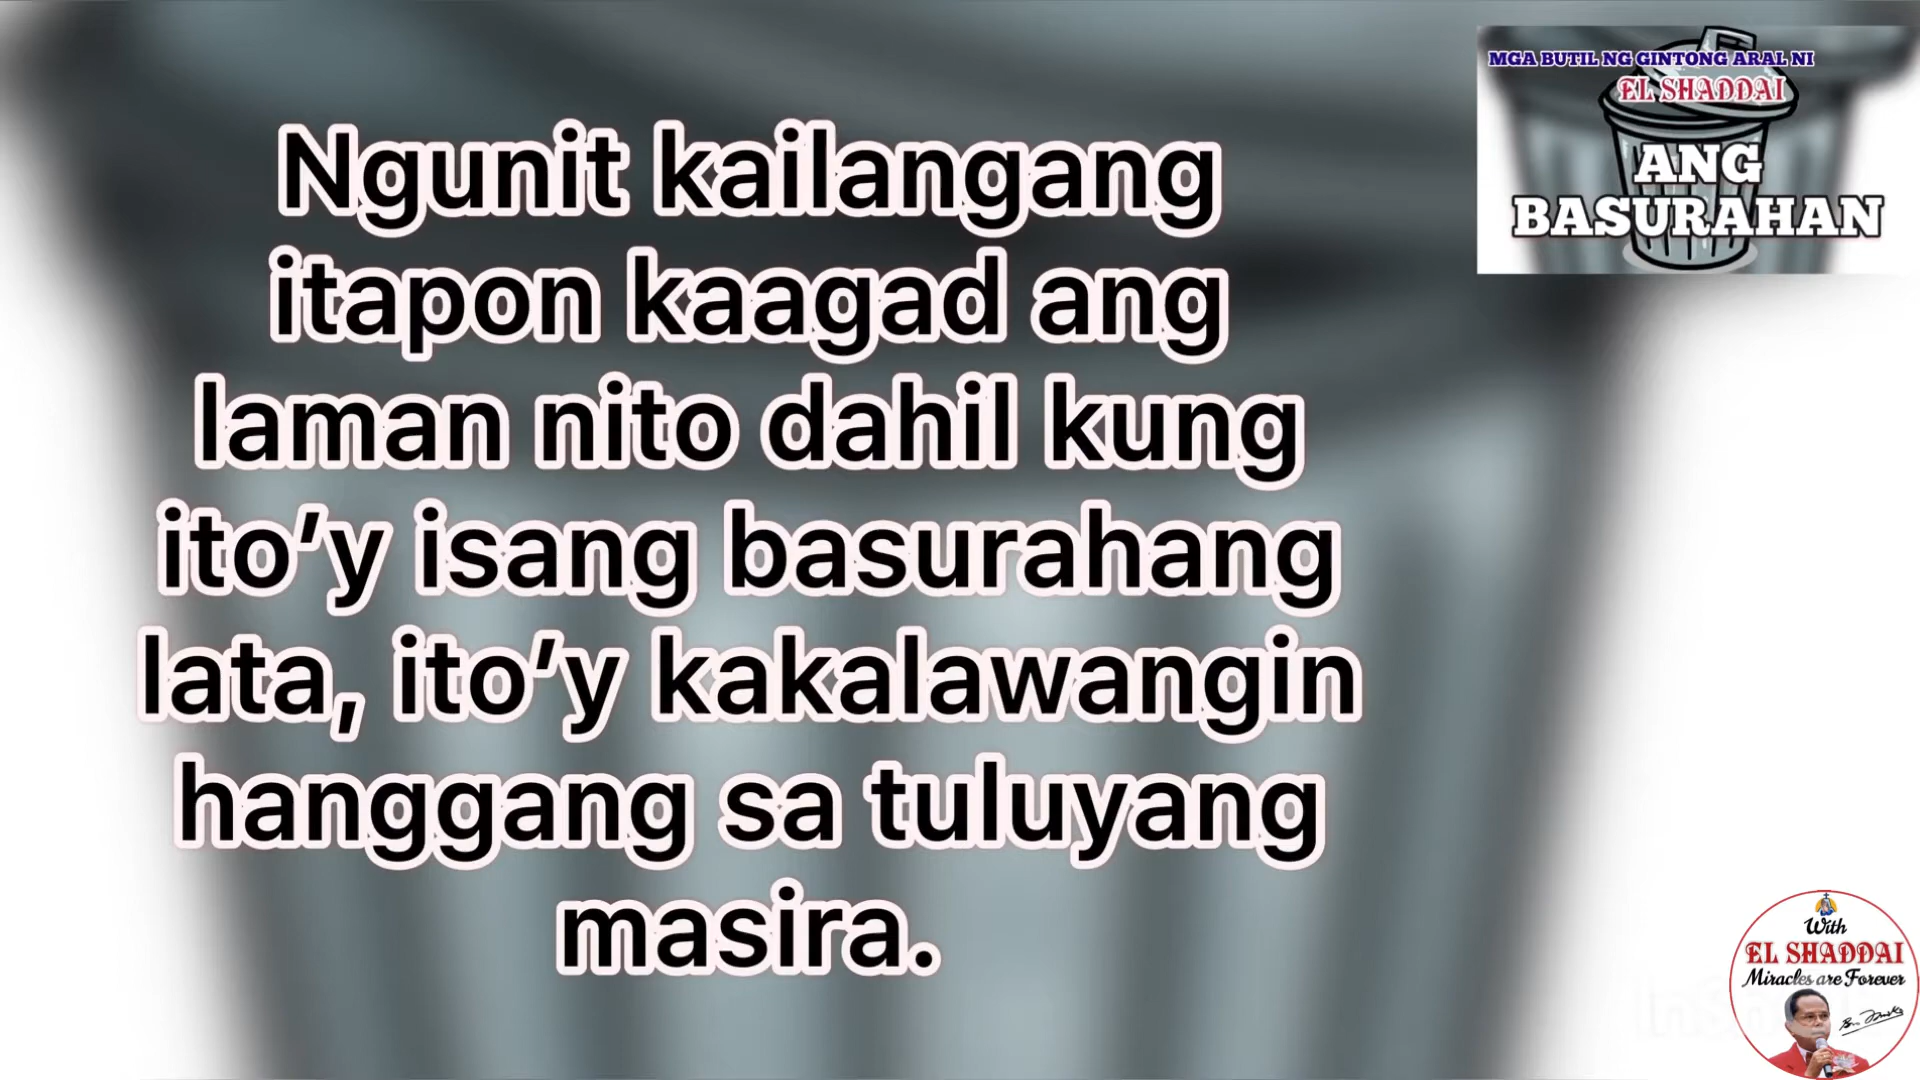 MGA BUTIL NG GINTONG ARAL NI
EL SHADDAI
ANG
BASURAHAN
Ngunit kailangang
itapon kaagad ang
laman nito dahil kung
ito’y isang basurahang
lata, ito’y kakalawangin
hanggang sa tuluyang
masira.
With
EL SHADDAI
Miracles are Forever